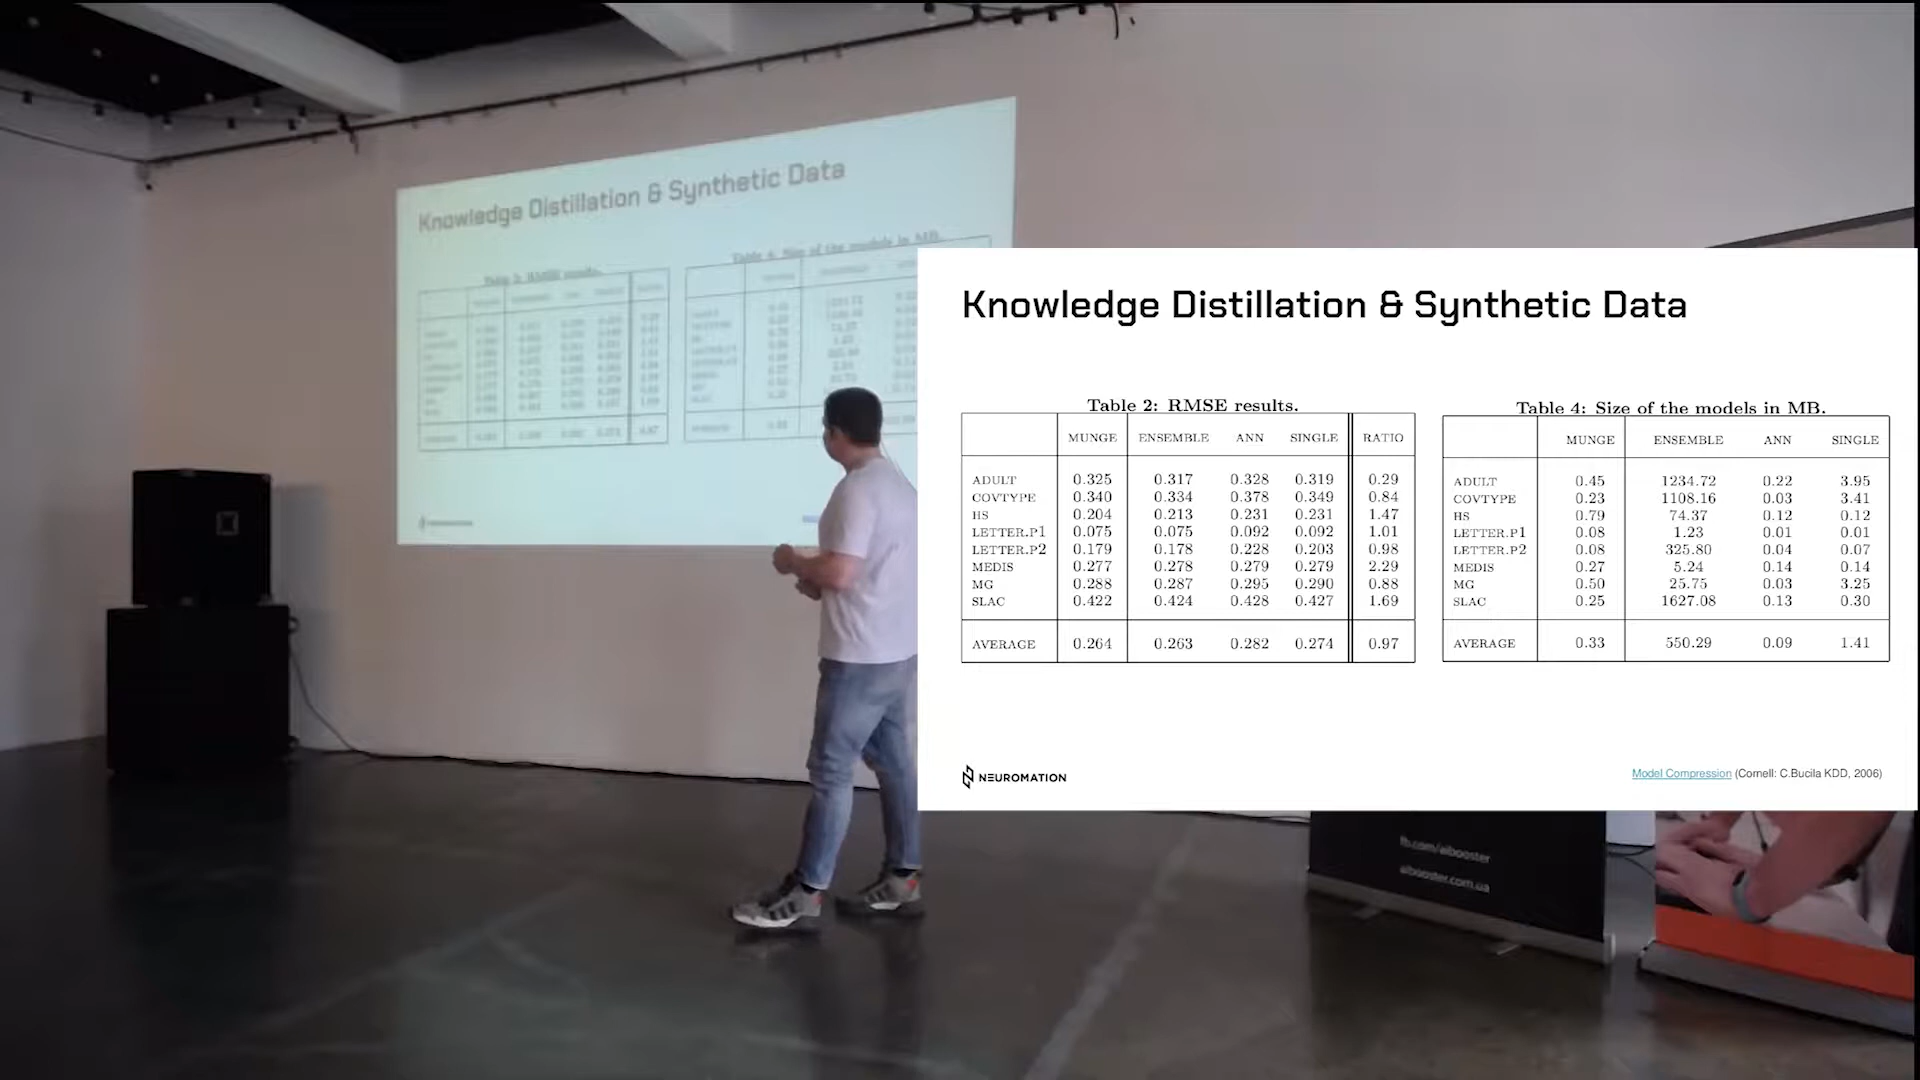 Knowledge Distillation & Synthetic Data
Knowledge Distillation & Synthetic Data
Table 2: RMSE results.
MUNGE ENSEMBLE ANN SINGLE RATIO
ADULT 0.325 0.317 0.328 0.319 0.29
COVTYPE 0.340 0.334 0.378 0.349 0.84
HS 0.204 0.213 0.231 0.231 1.47
LETTER.P1 0.075 0.075 0.092 0.092 1.01
LETTER.P2 0.179 0.178 0.228 0.203 0.98
MEDIS 0.277 0.278 0.279 0.279 2.29
MG 0.288 0.287 0.295 0.290 0.88
SLAC 0.422 0.424 0.428 0.427 1.69
AVERAGE 0.264 0.263 0.282 0.274 0.97
Table 4: Size of the models in MB.
MUNGE ENSEMBLE ANN SINGLE
ADULT 0.45 1234.72 0.22 3.95
COVTYPE 0.23 1108.16 0.03 3.41
HS 0.79 74.37 0.12 0.12
LETTER.P1 0.08 1.23 0.01 0.01
LETTER.P2 0.08 325.80 0.04 0.07
MEDIS 0.27 5.24 0.14 0.14
MG 0.50 25.75 0.03 3.25
SLAC 0.25 1627.08 0.13 0.30
AVERAGE 0.33 550.29 0.09 1.41
NEUROMATION
Model Compression (Cornell: C.Bucila KDD, 2006)
fb.com/aibooster
aibooster.com.ua